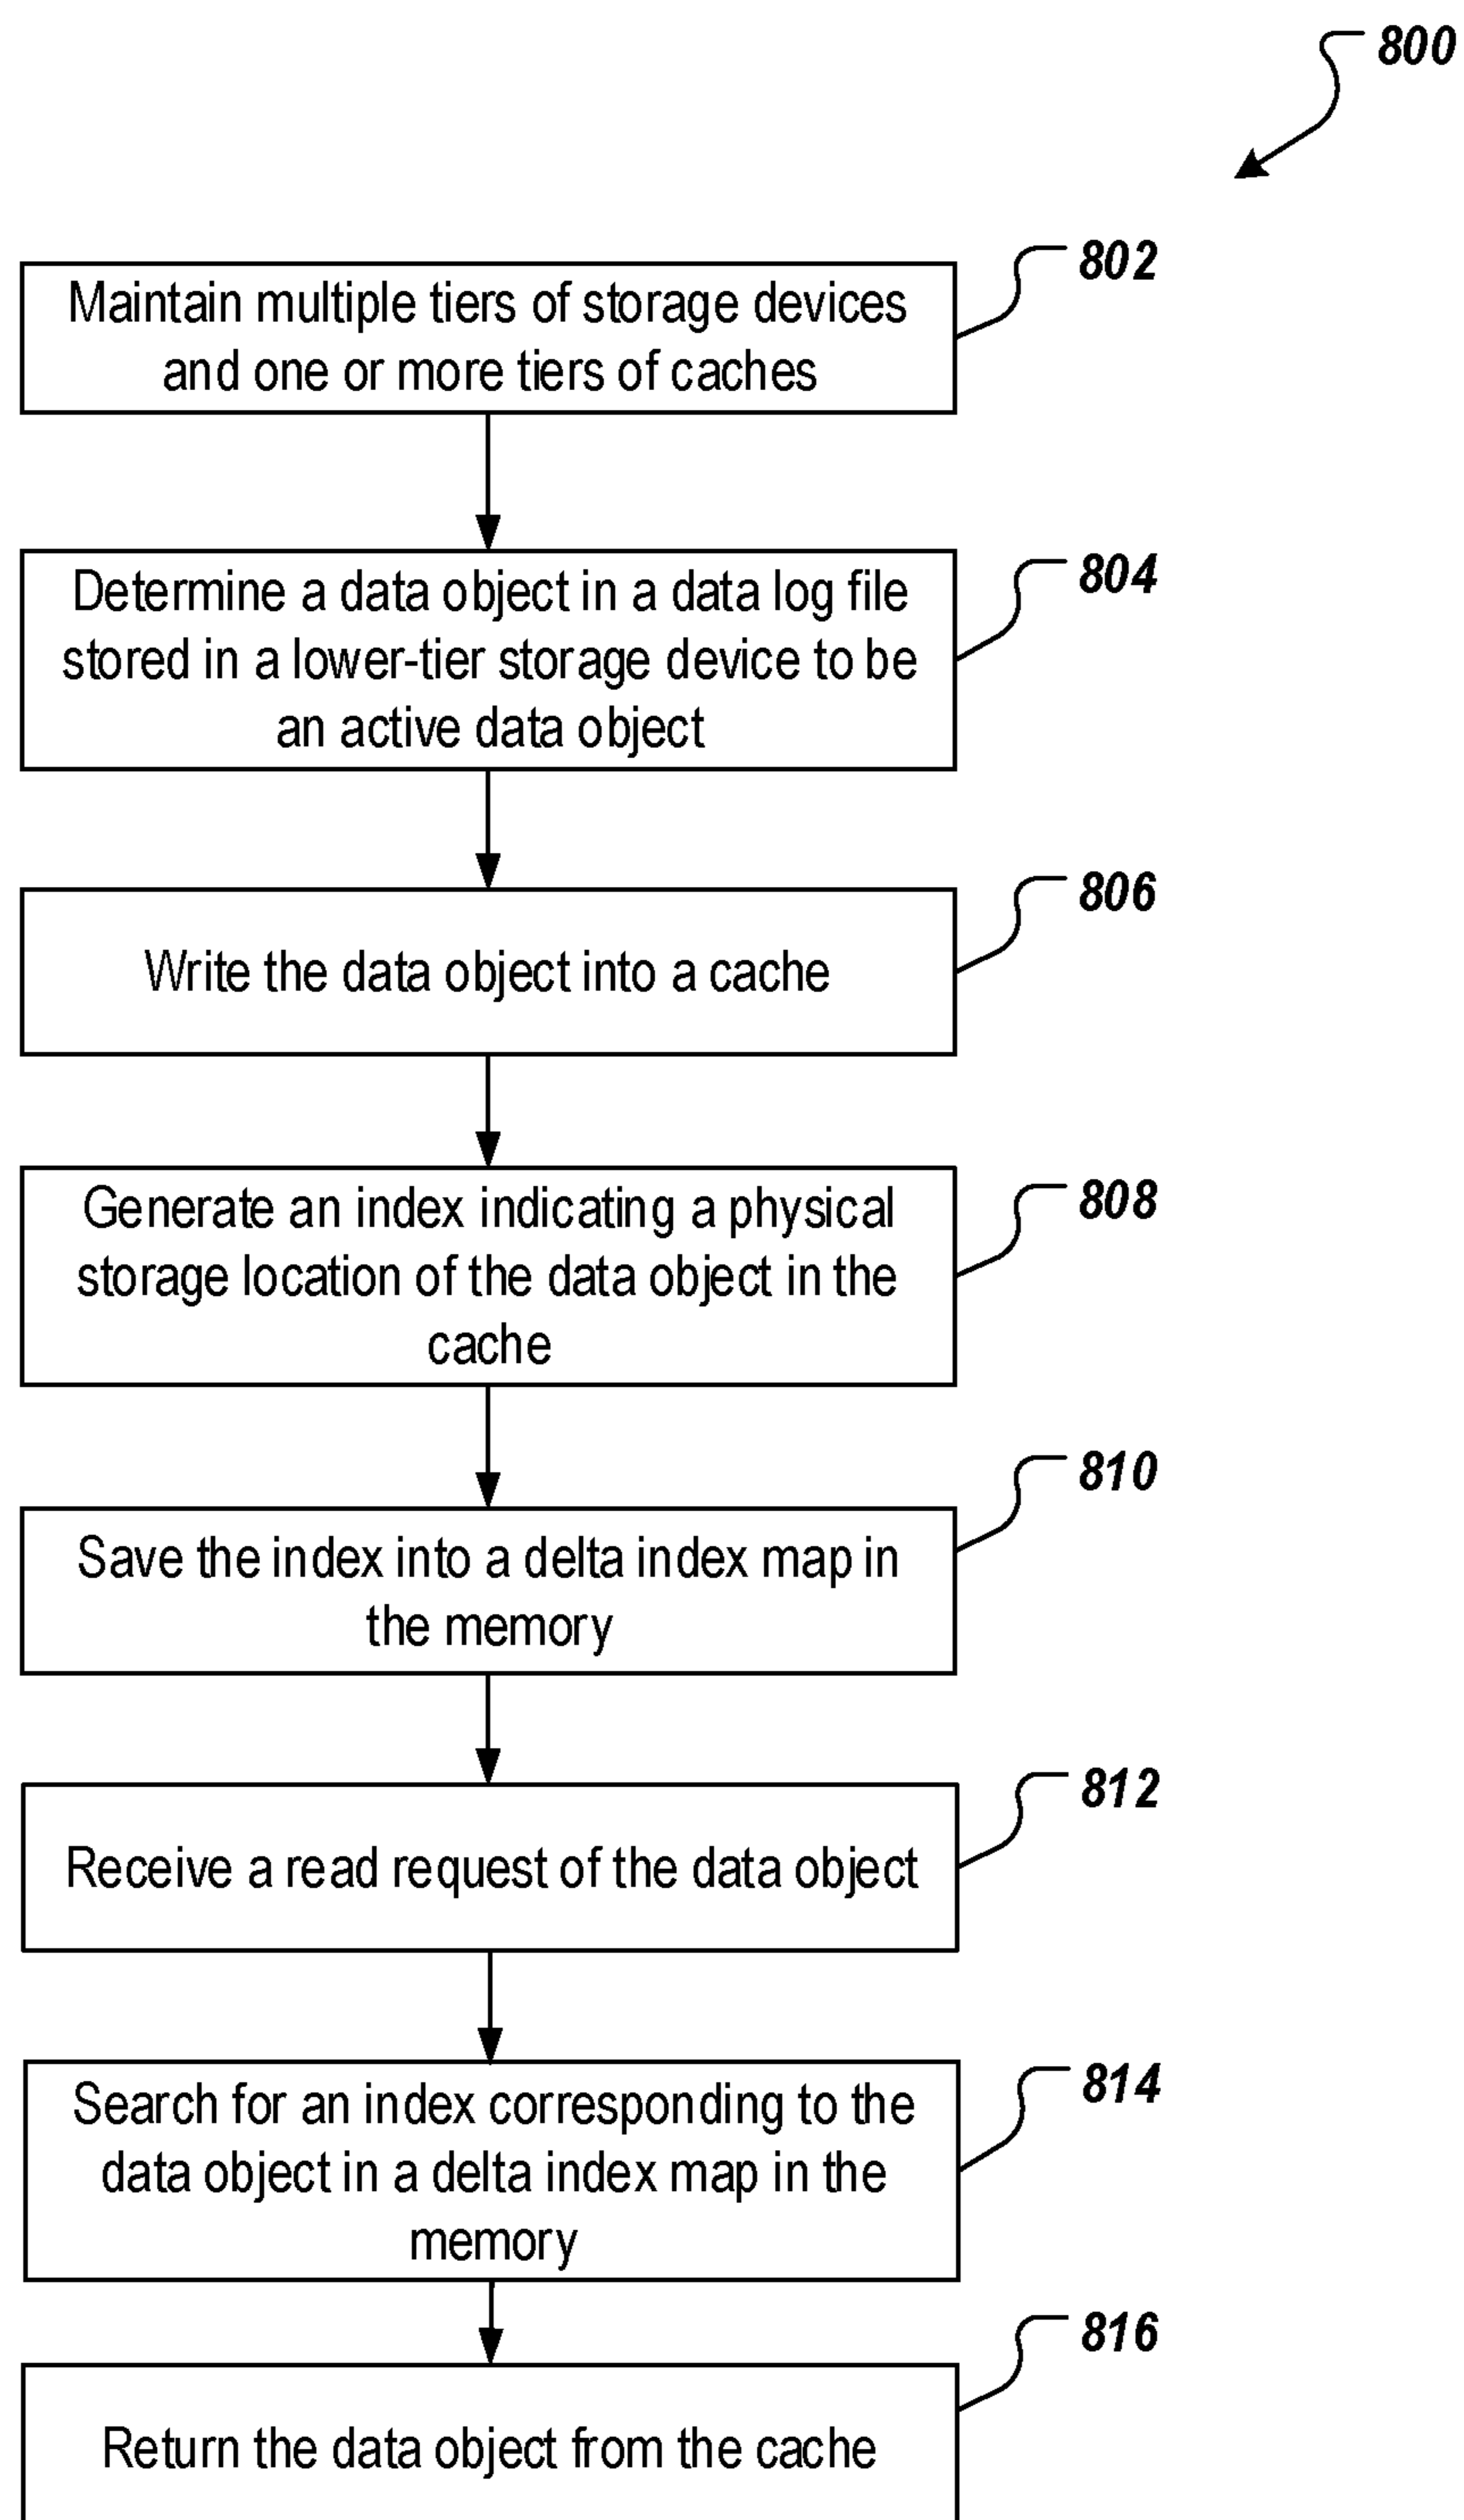 800
802
Maintain multiple tiers of storage devices
and one or more tiers of caches
804
Determine a data object in a data log file
stored in a lower-tier storage device to be
an active data object
806
Write the data object into a cache
808
Generate an index indicating a physical
storage location of the data object in the
cache
810
Save the index into a delta index map in
the memory
812
Receive a read request of the data object
814
Search for an index corresponding to the
data object in a delta index map in the
memory
816
Return the data object from the cache